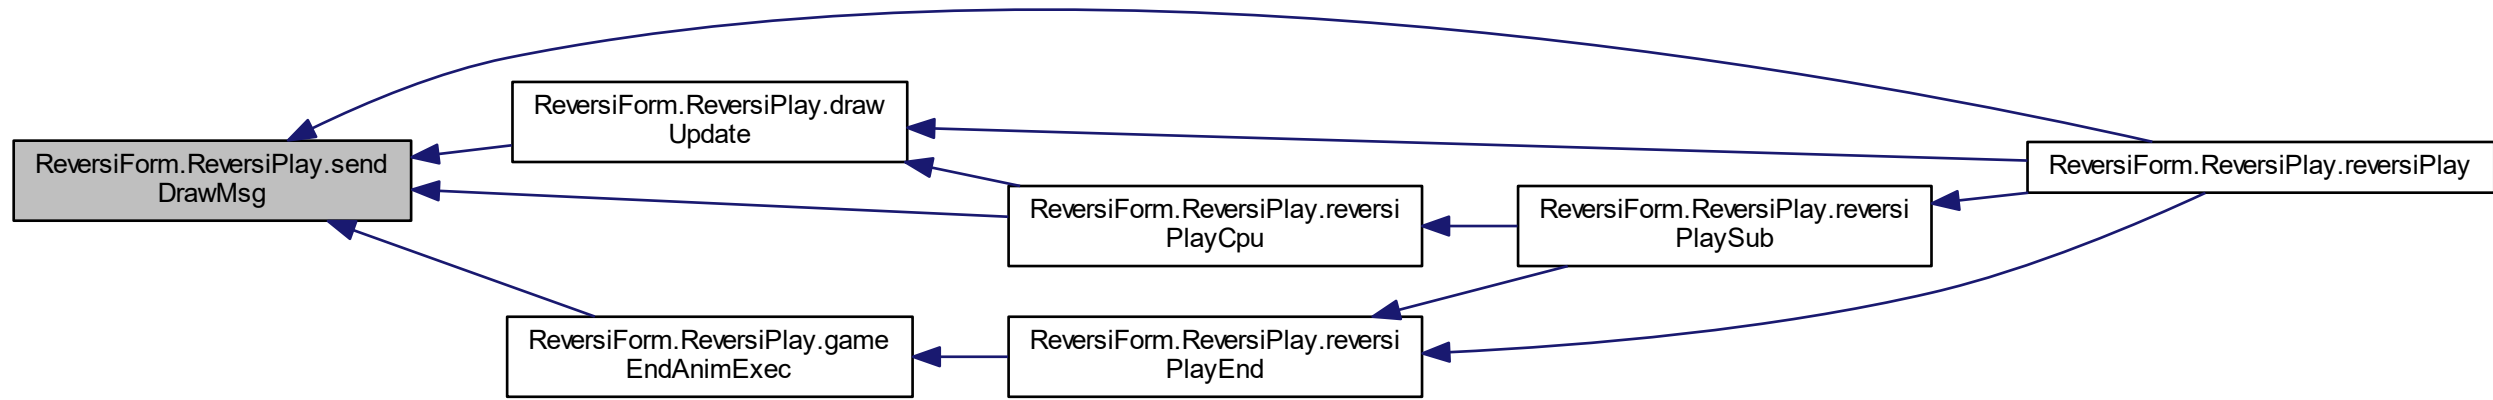 ReversiForm.ReversiPlay.send
DrawMsg
ReversiForm.ReversiPlay.draw
Update
ReversiForm.ReversiPlay.reversi
PlayCpu
ReversiForm.ReversiPlay.game
EndAnimExec
ReversiForm.ReversiPlay.reversi
PlayEnd
ReversiForm.ReversiPlay.reversi
PlaySub
ReversiForm.ReversiPlay.reversiPlay